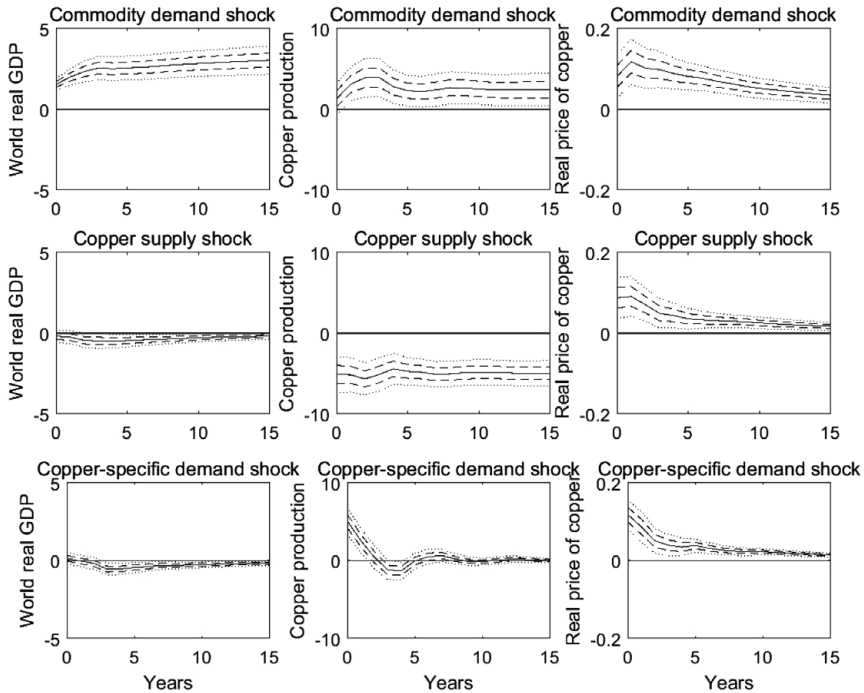 Commodity demand shock
World real GDP
5
0
-5
0 5 10 15
Commodity demand shock
Copper production
10
0
-10
0 5 10 15
Commodity demand shock
Real price of copper
0.2
0
-0.2
0 5 10 15
Copper supply shock
World real GDP
5
0
-5
0 5 10 15
Copper supply shock
Copper production
10
0
-10
0 5 10 15
Copper supply shock
Real price of copper
0.2
0
-0.2
0 5 10 15
Copper-specific demand shock
World real GDP
5
0
-5
0 5 10 15
Years
Copper-specific demand shock
Copper production
10
0
-10
0 5 10 15
Years
Copper-specific demand shock
Real price of copper
0.2
0
-0.2
0 5 10 15
Years